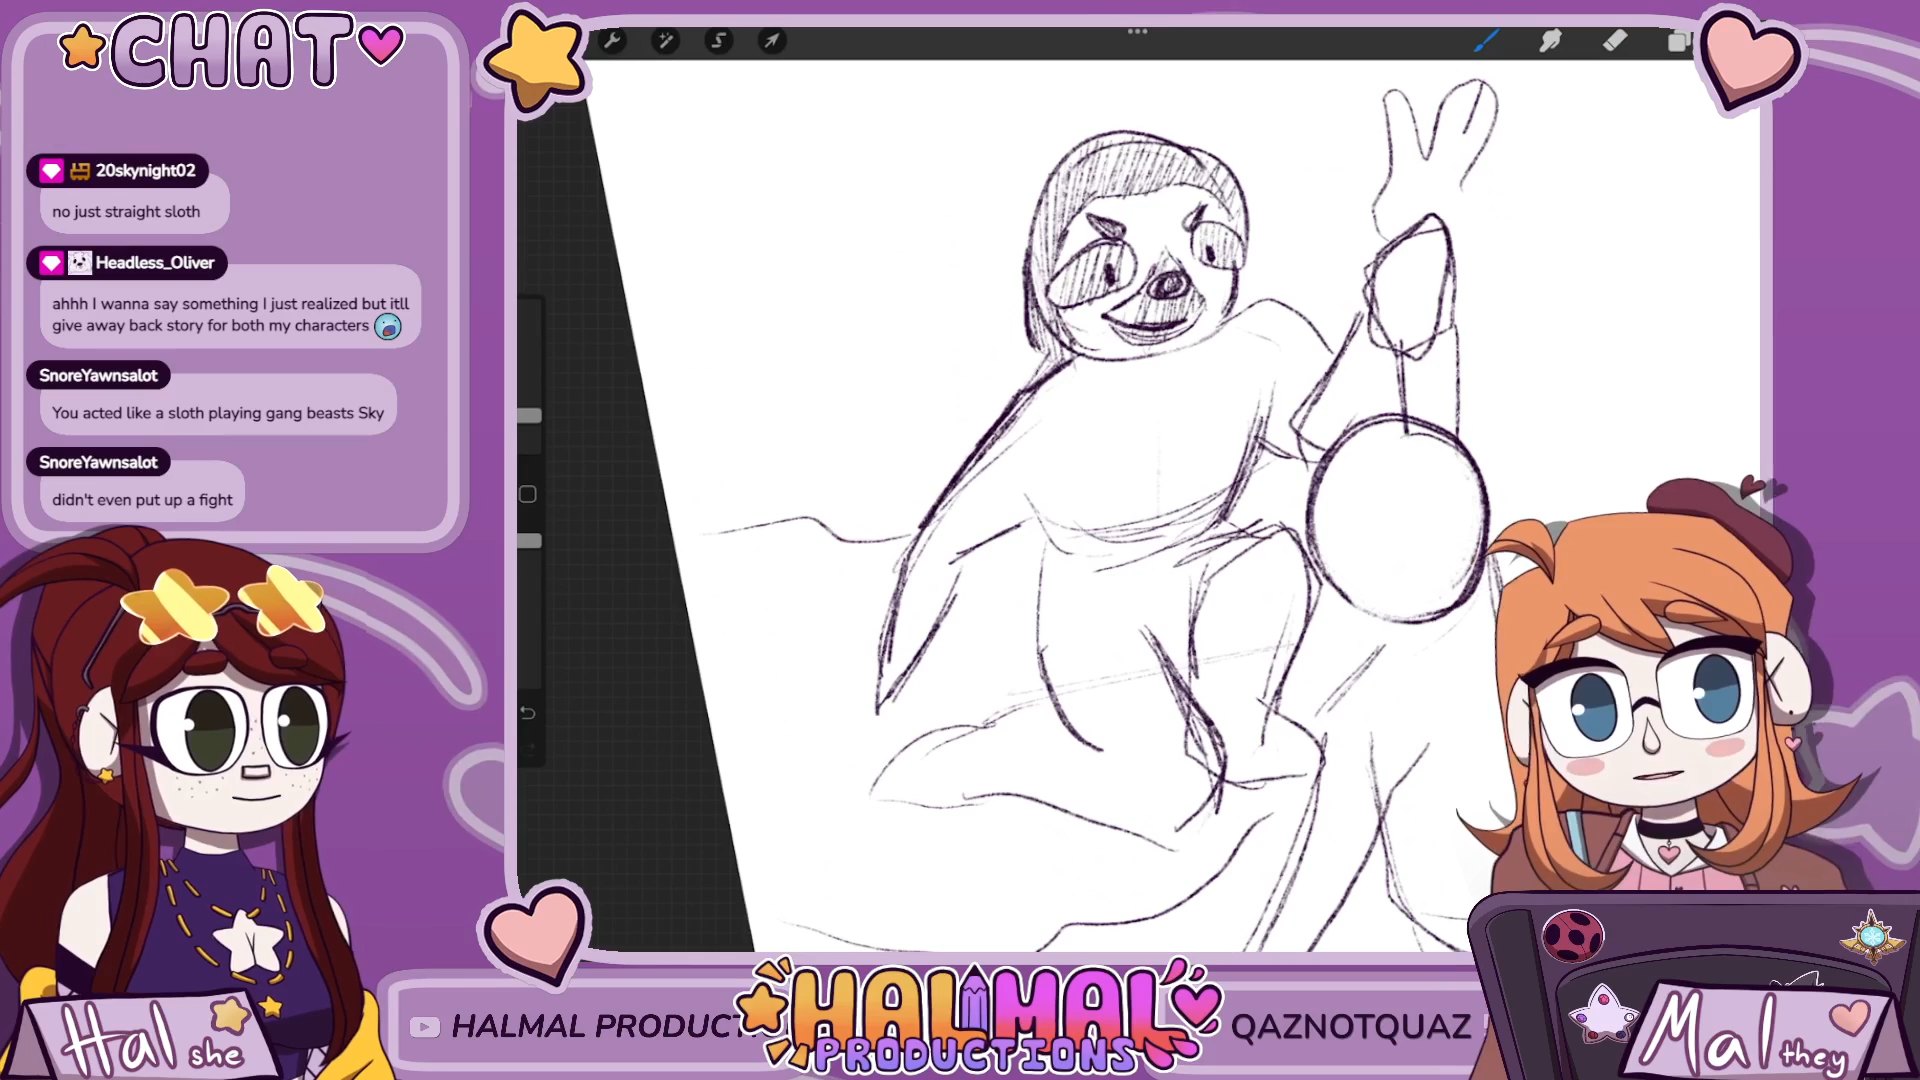 CHAT
20skynight02
no just straight sloth
Headless_Oliver
ahhh I wanna say something I just realized but itll
give away back story for both my characters
SnoreYawnsalot
You acted like a sloth playing gang beasts Sky
SnoreYawnsalot
didn't even put up a fight
Hal she
HALMAL PRODUCT
HALMAL
PRODUCTIONS
QAZNOTQUAZ
Mal they